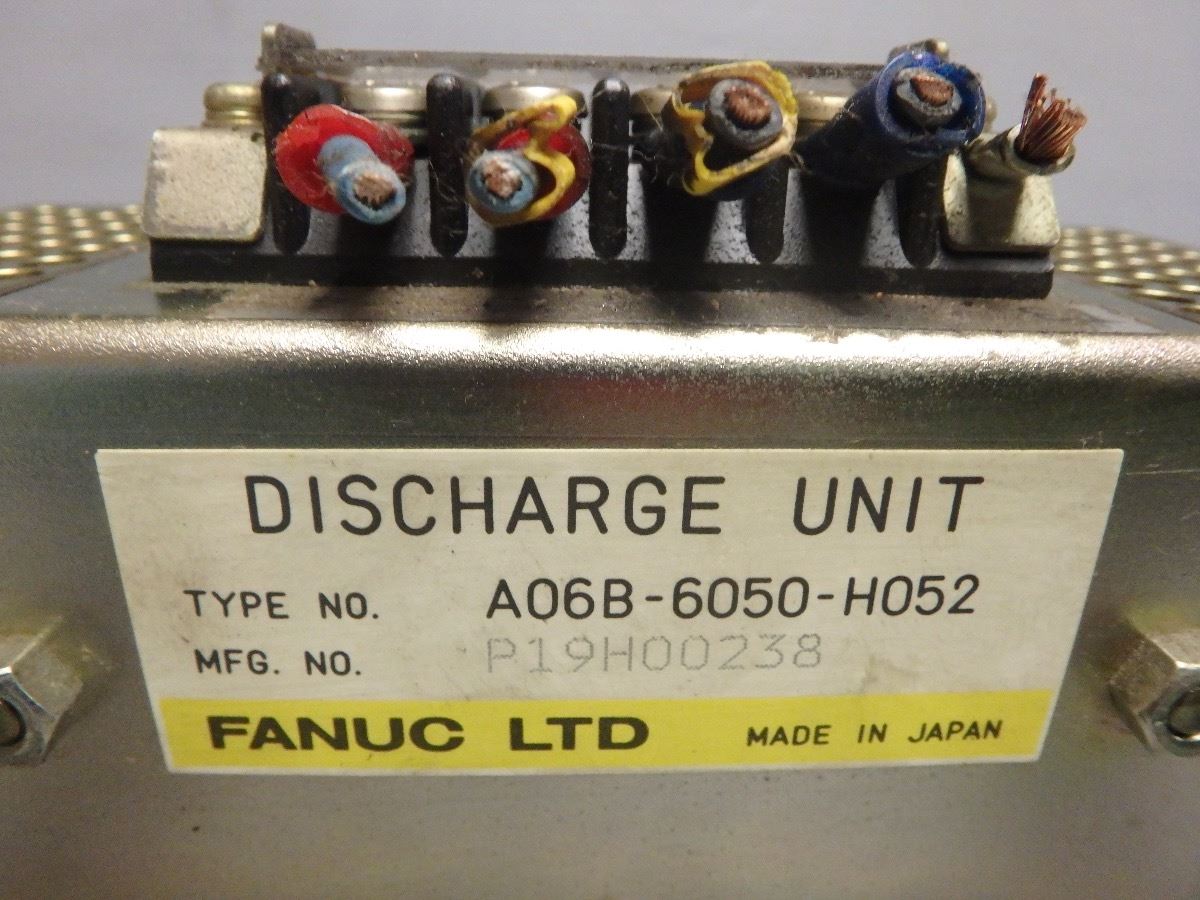 DISCHARGE UNIT
TYPE NO. A06B-6050-H052
MFG. NO. P19H00238
FANUC LTD MADE IN JAPAN